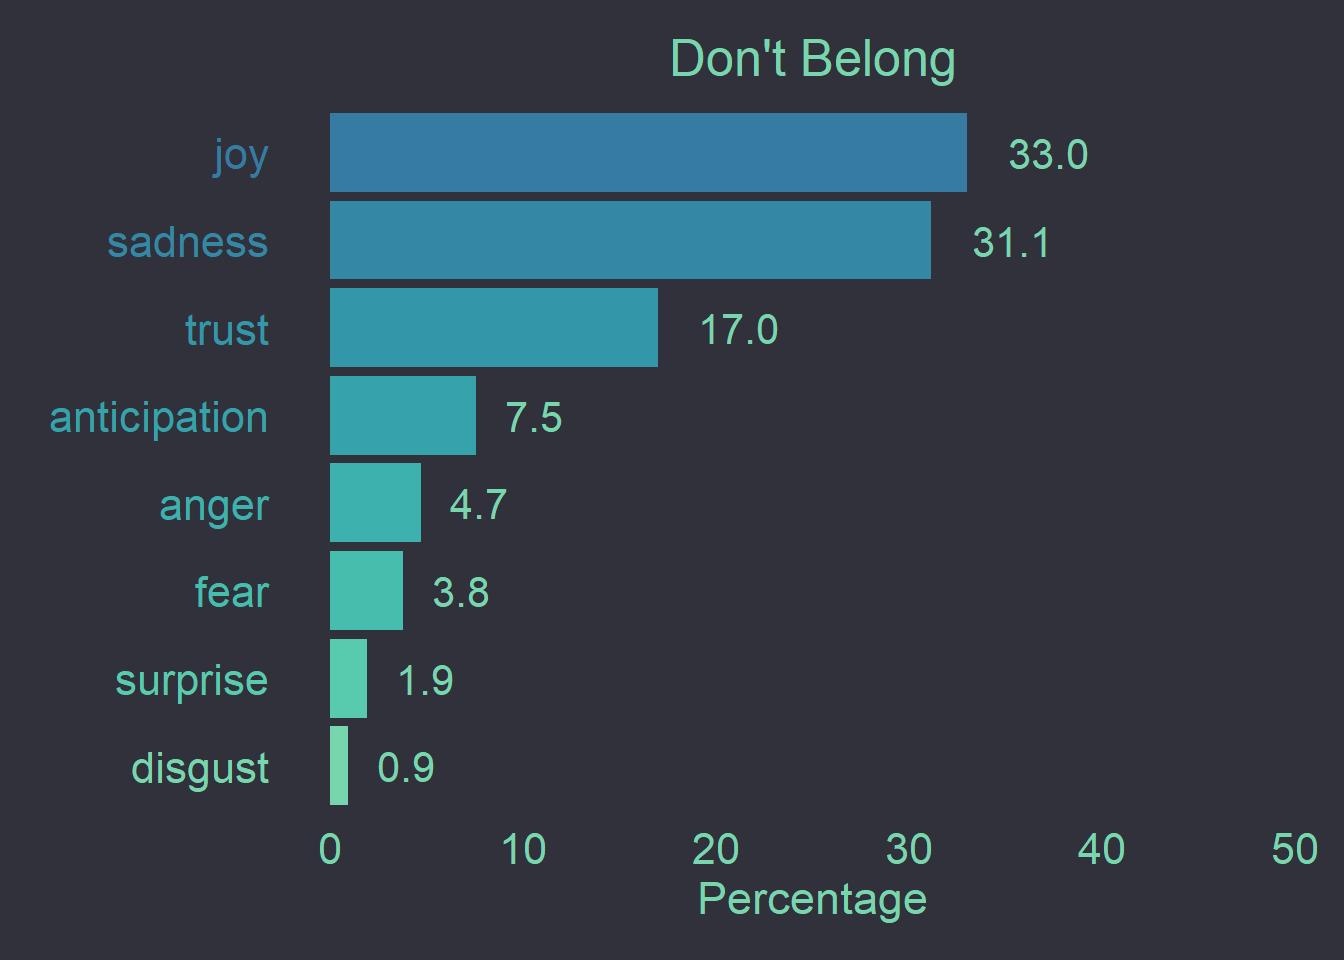 Don't Belong
joy 33.0
sadness 31.1
trust 17.0
anticipation 7.5
anger 4.7
fear 3.8
surprise 1.9
disgust 0.9
0 10 20 30 40 50
Percentage